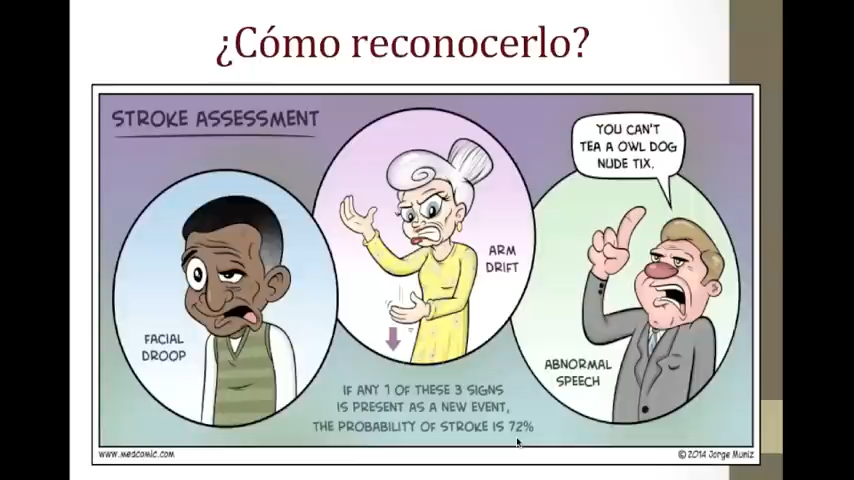 ¿Cómo reconocerlo?
STROKE ASSESSMENT
YOU CAN'T
TEA A OWL DOG
NUDE TIX.
ARM
DRIFT
FACIAL
DROOP
ABNORMAL
SPEECH
IF ANY 1 OF THESE 3 SIGNS
IS PRESENT AS A NEW EVENT,
THE PROBABILITY OF STROKE IS 72%
www.medcomic.com
© 2014 Jorge Muniz